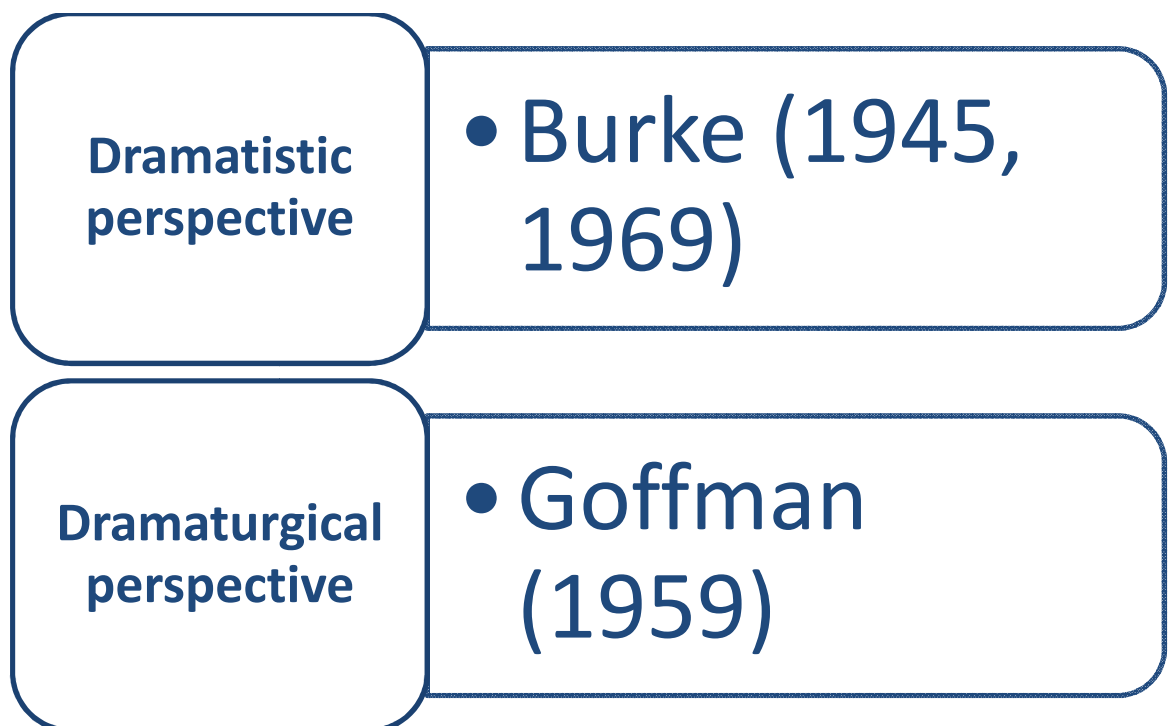 Dramatistic
perspective
• Burke (1945,
1969)
Dramaturgical
perspective
• Goffman
(1959)